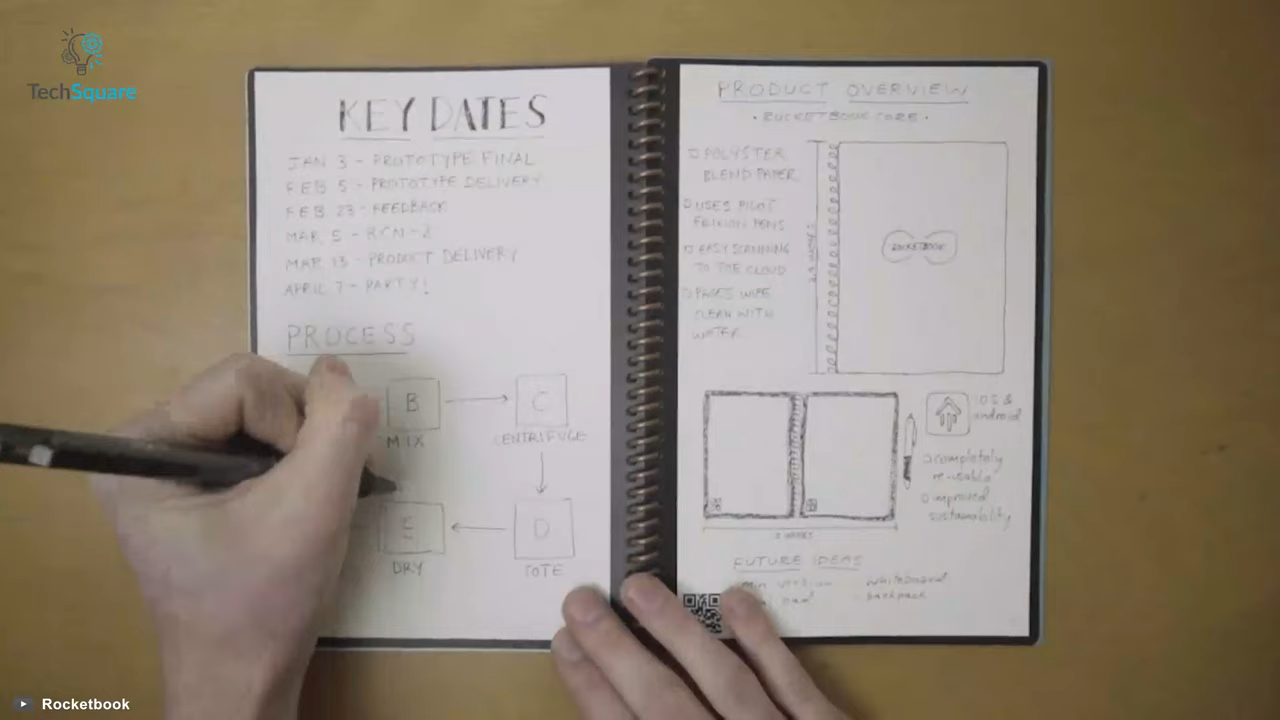 TechSquare
KEY DATES
JAN 3 - PROTOTYPE FINAL
FEB 5 - PROTOTYPE DELIVERY
FEB 23 - FEEDBACK
MAR 5 - RCN-2
MAR 13 - PRODUCT DELIVERY
APRIL 7 - PARTY!
PROCESS
B
C
MIX
CENTRIFUGE
E
D
DRY
TOTE
PRODUCT OVERVIEW
• ROCKETBOOK CORE •
POLYSTER
BLEND PAPER
USES PILOT
FRIXION PENS
EASY SCANNING
TO THE CLOUD
PAGES WIPE
CLEAN WITH
WATER
ROCKETBOOK
iOS &
android
completely
re-usable
improved
sustainability
FUTURE IDEAS
mini version
whiteboard
backpack
Rocketbook